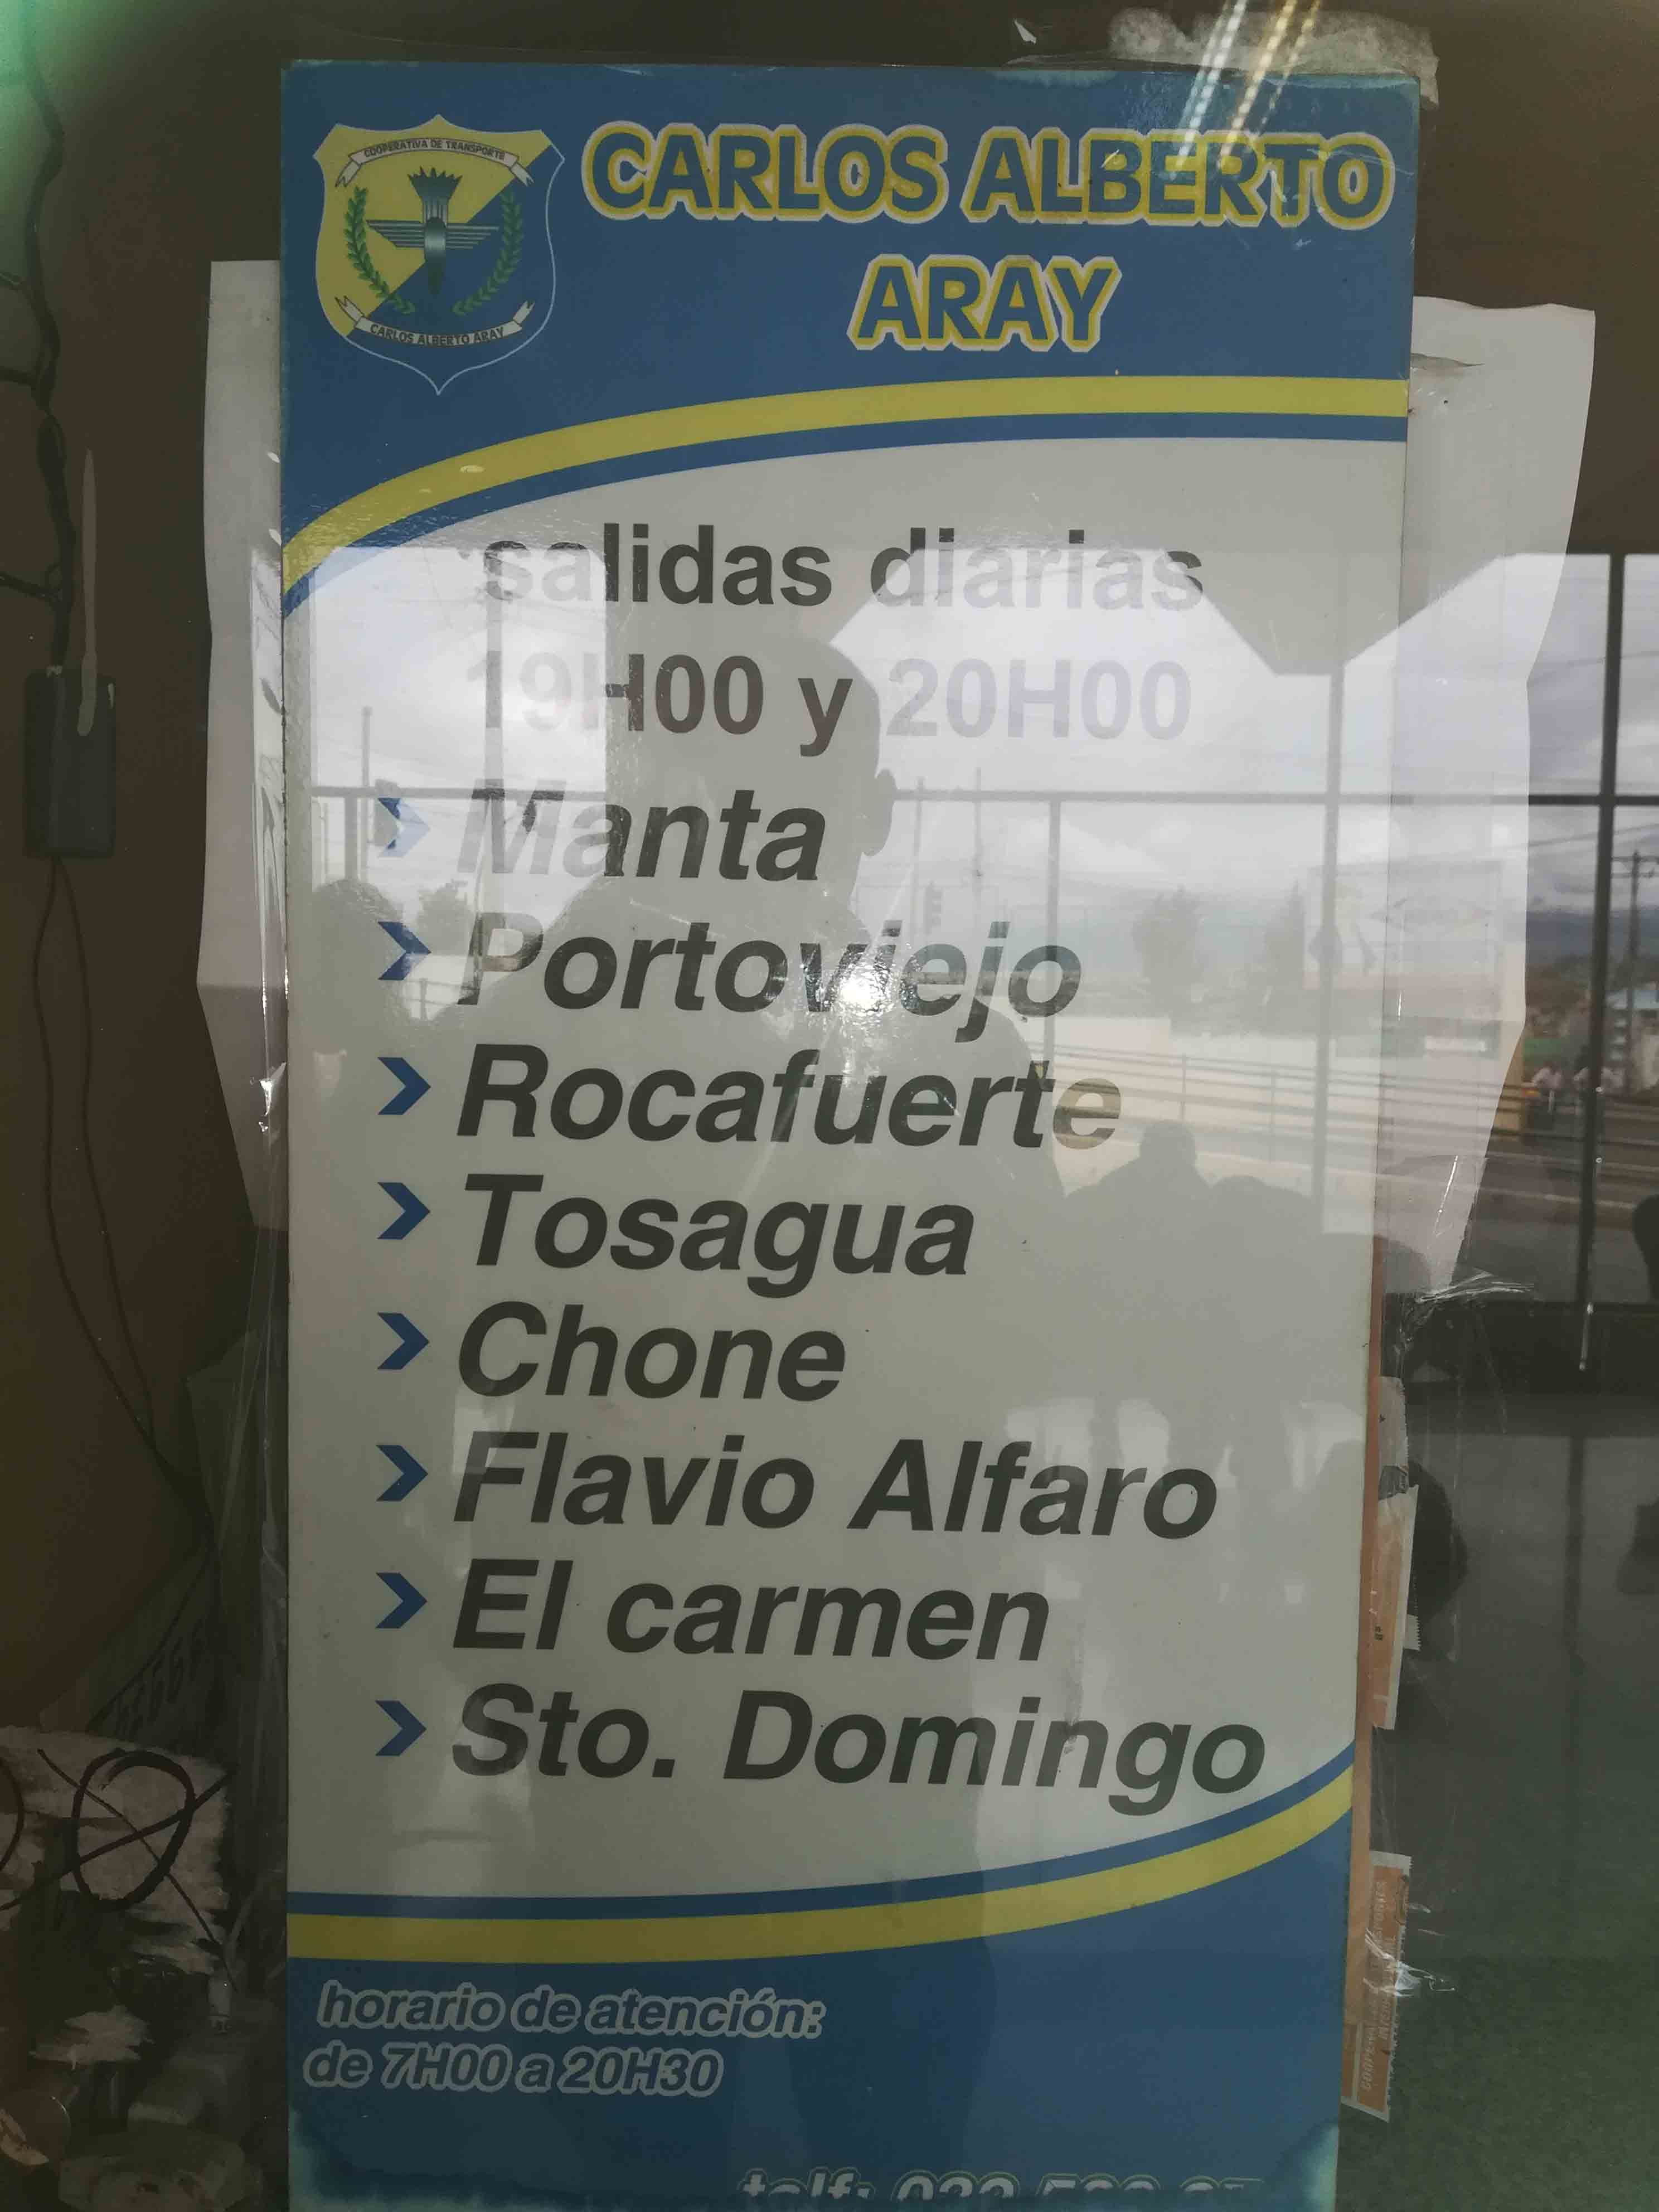 COOPERATIVA DE TRANSPORTE
CARLOS ALBERTO ARAY
CARLOS ALBERTO
ARAY
salidas diarias
19H00 y 20H00
Manta
Portoviejo
Rocafuerte
Tosagua
Chone
Flavio Alfaro
El carmen
Sto. Domingo
horario de atención:
de 7H00 a 20H30
telf: